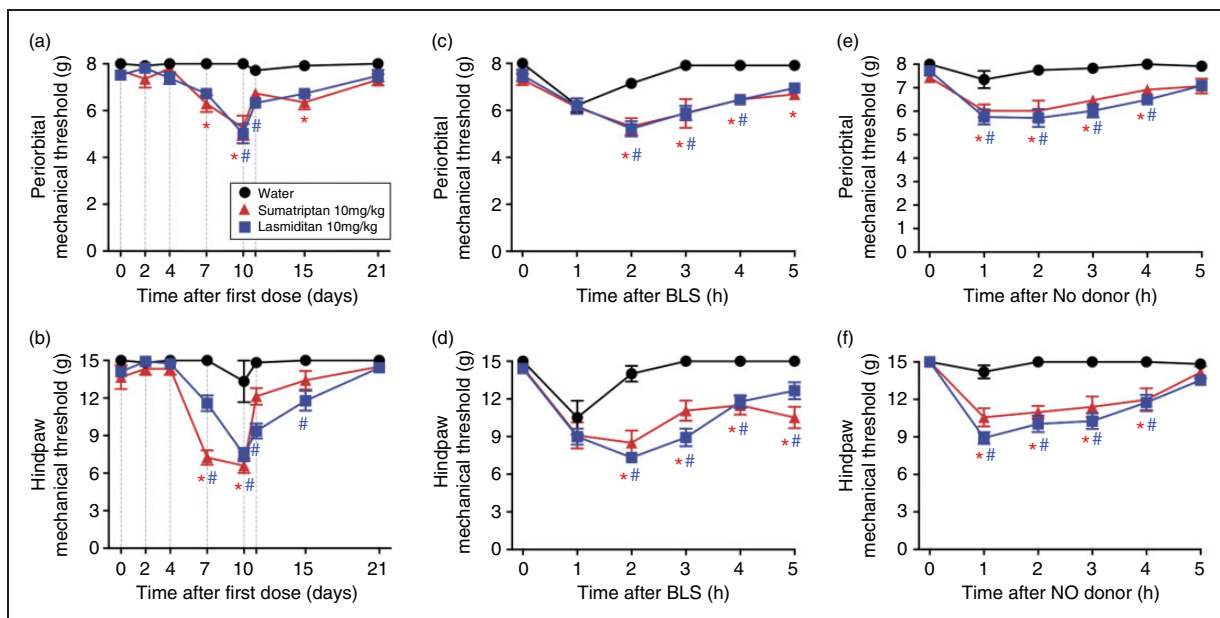 (a)
8
6
4
2
0
Periorbital
mechanical threshold (g)
* # * # *
Water
Sumatriptan 10mg/kg
Lasmiditan 10mg/kg
0 2 4 7 10 15 21
Time after first dose (days)
(c)
8
6
4
2
0
Periorbital
mechanical threshold (g)
*# *# *# *
0 1 2 3 4 5
Time after BLS (h)
(e)
8
7
6
5
6
3
2
1
0
Periorbital
mechanical threshold (g)
*# *# *# *#
0 1 2 3 4 5
Time after No donor (h)
(b)
15
12
9
6
3
0
Hindpaw
mechanical threshold (g)
*# *# # #
0 2 4 7 10 15 21
Time after first dose (days)
(d)
15
12
9
6
3
0
Hindpaw
mechanical threshold (g)
*# *# *# *#
0 1 2 3 4 5
Time after BLS (h)
(f)
15
12
9
6
3
0
Hindpaw
mechanical threshold (g)
*# *# *# *#
0 1 2 3 4 5
Time after NO donor (h)